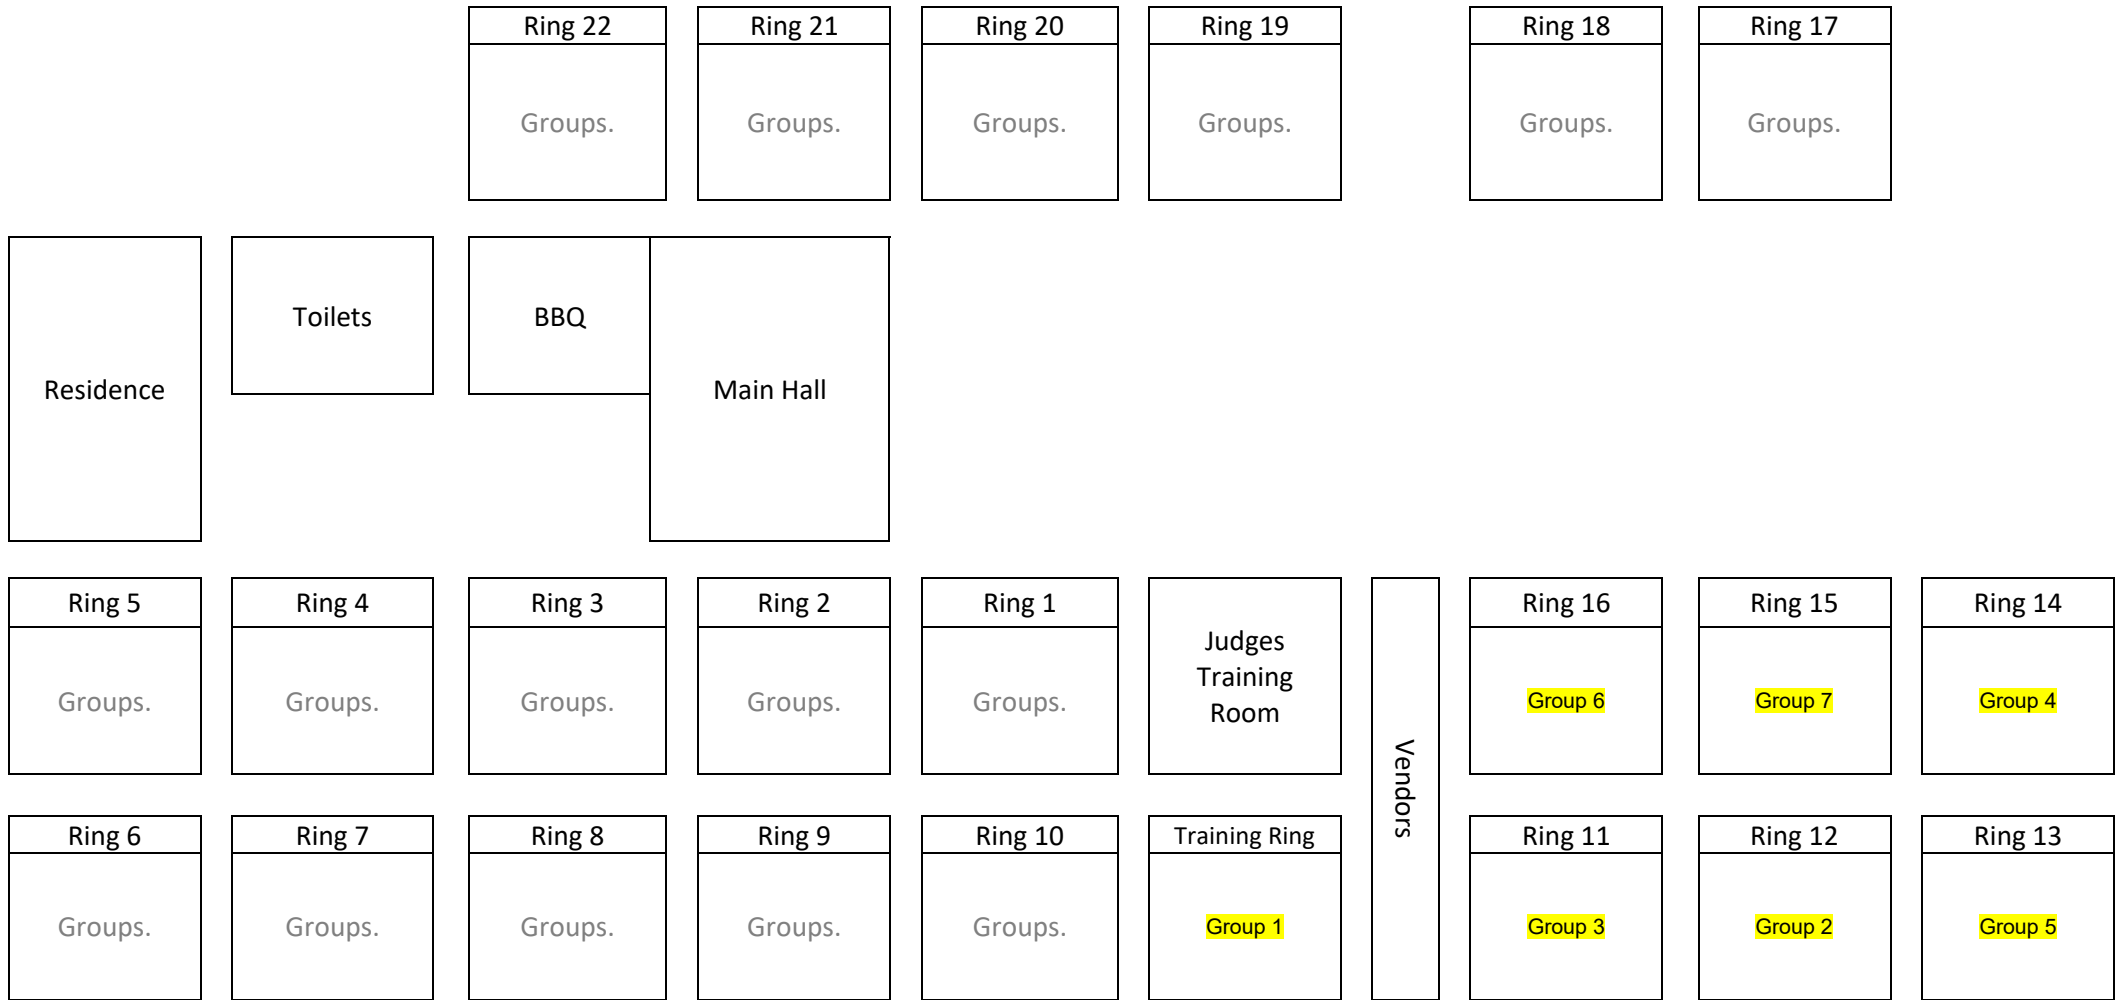 Ring 22
Ring 21
Ring 20
Ring 19
Ring 18
Ring 17
Groups.
Groups.
Groups.
Groups.
Groups.
Groups.
Residence
Toilets
BBQ
Main Hall
Ring 5
Ring 4
Ring 3
Ring 2
Ring 1
Judges
Training
Room
Vendors
Ring 16
Ring 15
Ring 14
Groups.
Groups.
Groups.
Groups.
Groups.
Group 6
Group 7
Group 4
Ring 6
Ring 7
Ring 8
Ring 9
Ring 10
Training Ring
Ring 11
Ring 12
Ring 13
Groups.
Groups.
Groups.
Groups.
Groups.
Group 1
Group 3
Group 2
Group 5